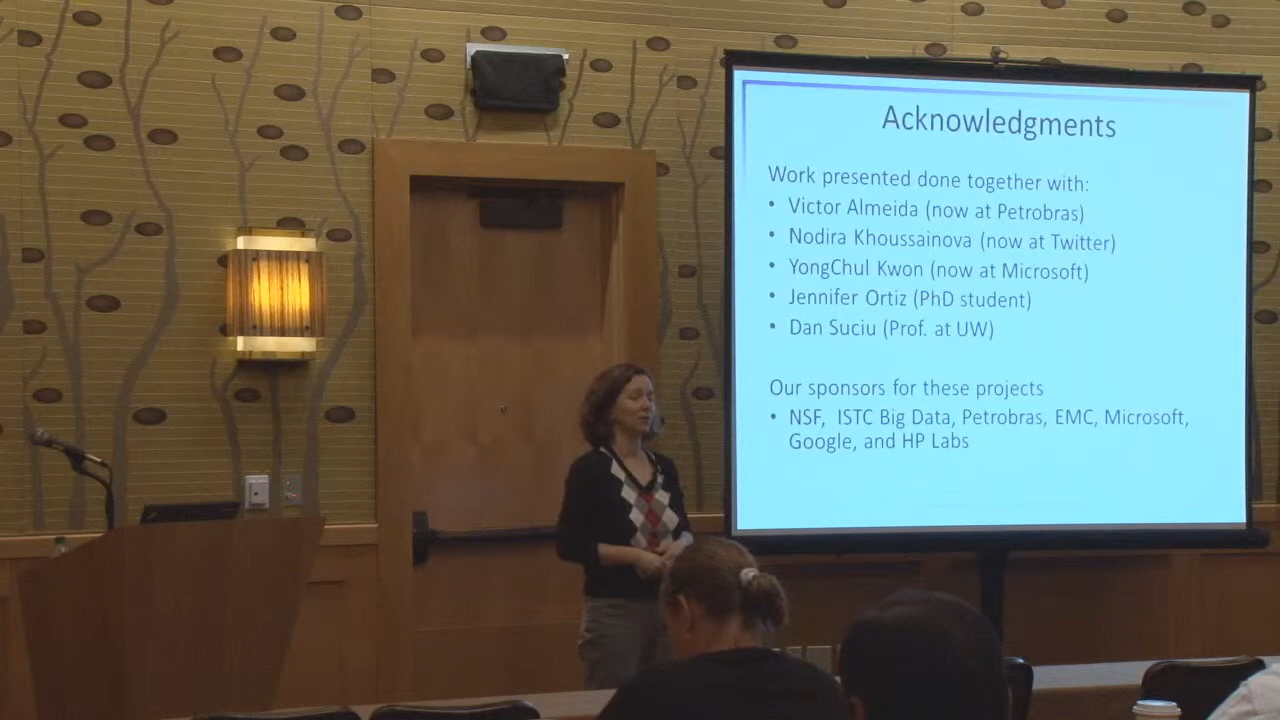 Acknowledgments
Work presented done together with:
• Victor Almeida (now at Petrobras)
• Nodira Khoussainova (now at Twitter)
• YongChul Kwon (now at Microsoft)
• Jennifer Ortiz (PhD student)
• Dan Suciu (Prof. at UW)
Our sponsors for these projects
• NSF, ISTC Big Data, Petrobras, EMC, Microsoft,
Google, and HP Labs